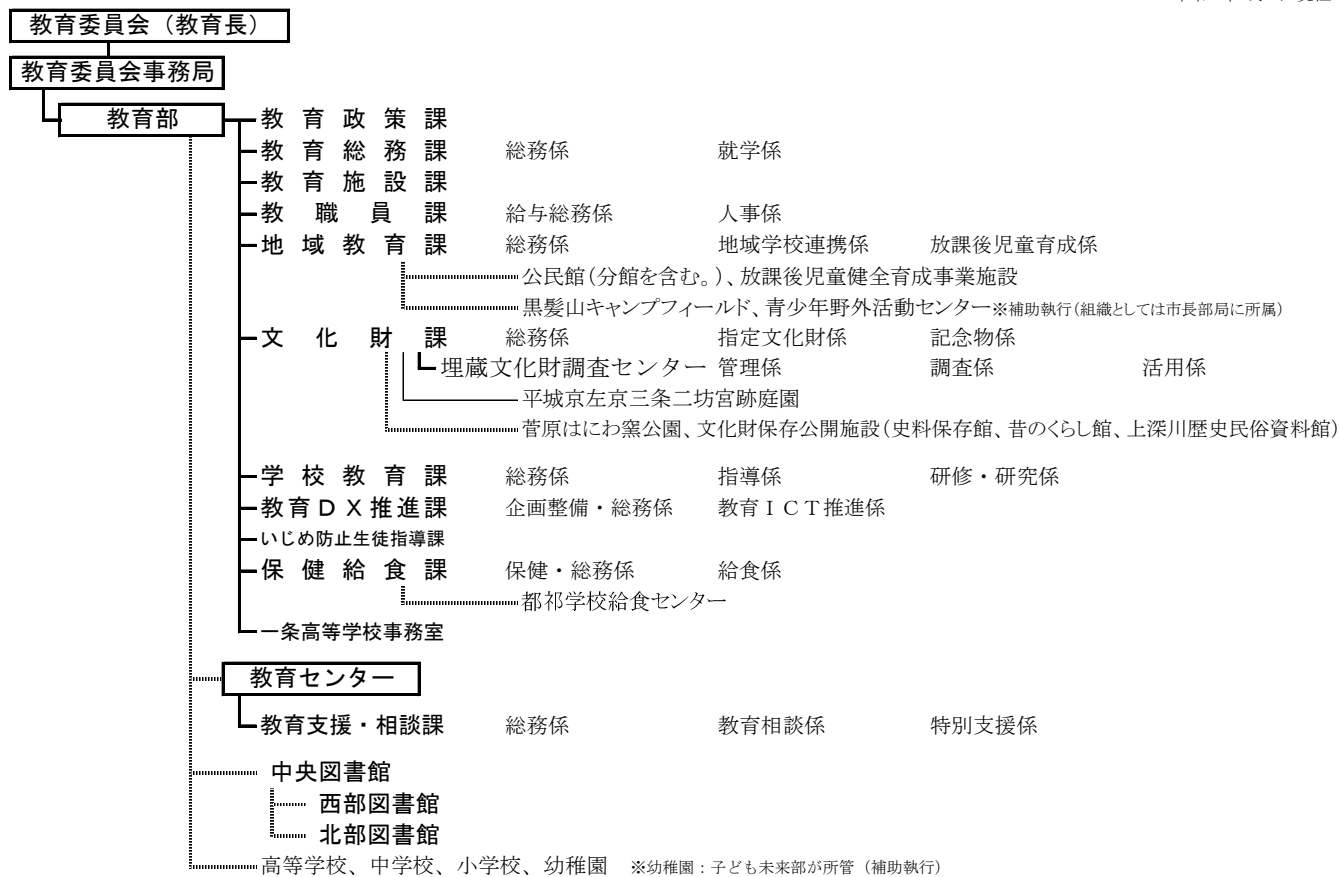 教育委員会（教育長）
教育委員会事務局
教育部 教育政策課
教育総務課 総務係 就学係
教育施設課
教職員課 給与総務係 人事係
地域教育課 総務係 地域学校連携係 放課後児童育成係
公民館（分館を含む。）、放課後児童健全育成事業施設
黒髪山キャンプフィールド、青少年野外活動センター※補助執行（組織としては市長部局に所属）
文化財課 総務係 指定文化財係 記念物係
埋蔵文化財調査センター 管理係 調査係 活用係
平城京左京三条二坊宮跡庭園
菅原はにわ窯公園、文化財保存公開施設（史料保存館、昔のくらし館、上深川歴史民俗資料館）
学校教育課 総務係 指導係 研修・研究係
教育ＤＸ推進課 企画整備・総務係 教育ＩＣＴ推進係
いじめ防止生徒指導課
保健給食課 保健・総務係 給食係
都祁学校給食センター
一条高等学校事務室
教育センター
教育支援・相談課 総務係 教育相談係 特別支援係
中央図書館
西部図書館
北部図書館
高等学校、中学校、小学校、幼稚園 ※幼稚園：子ども未来部が所管（補助執行）